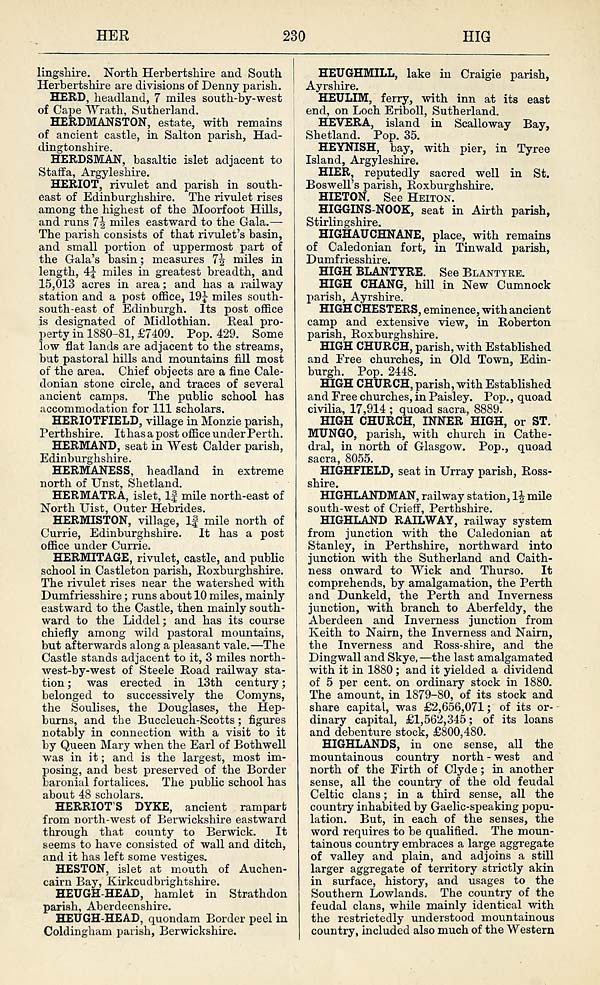 HER 230 HIG
lingshire. North Herbertshire and South
Herbertshire are divisions of Denny parish.
HERD, headland, 7 miles south-by-west
of Cape Wrath, Sutherland.
HERDMANSTON, estate, with remains
of ancient castle, in Salton parish, Had-
dingtonshire.
HERDSMAN, basaltic islet adjacent to
Staffa, Argyleshire.
HERIOT, rivulet and parish in south-
east of Edinburghshire. The rivulet rises
among the highest of the Moorfoot Hills,
and runs 7½ miles eastward to the Gala.—
The parish consists of that rivulet's basin,
and small portion of uppermost part of
the Gala's basin; measures 7½ miles in
length, 4¼ miles in greatest breadth, and
15,013 acres in area; and has a railway
station and a post office, 19¼ miles south-
south-east of Edinburgh. Its post office
is designated of Midlothian. Real pro-
perty in 1880-81, £7409. Pop. 429. Some
low flat lands are adjacent to the streams,
but pastoral hills and mountains fill most
of the area. Chief objects are a fine Cale-
donian stone circle, and traces of several
ancient camps. The public school has
accommodation for 111 scholars.
HERIOTFIELD, village in Monzie parish,
Perthshire. It has a post office under Perth.
HERMAND, seat in West Calder parish,
Edinburghshire.
HERMANESS, headland in extreme
north of Unst, Shetland.
HERMATRA, islet, 1¾ mile north-east of
North Uist, Outer Hebrides.
HERMISTON, village, 1¾ mile north of
Currie, Edinburghshire. It has a post
office under Currie.
HERMITAGE, rivulet, castle, and public
school in Castleton parish, Roxburghshire.
The rivulet rises near the watershed with
Dumfriesshire; runs about 10 miles, mainly
eastward to the Castle, then mainly south-
ward to the Liddel; and has its course
chiefly among wild pastoral mountains,
but afterwards along a pleasant vale.—The
Castle stands adjacent to it, 3 miles north-
west-by-west of Steele Road railway sta-
tion; was erected in 13th century;
belonged to successively the Comyns,
the Soulises, the Douglases, the Hep-
burns, and the Buccleuch-Scotts; figures
notably in connection with a visit to it
by Queen Mary when the Earl of Bothwell
was in it; and is the largest, most im-
posing, and best preserved of the Border
baronial fortalices. The public school has
about 48 scholars.
HERRIOT'S DYKE, ancient rampart
from north-west of Berwickshire eastward
through that county to Berwick. It
seems to have consisted of wall and ditch,
and it has left some vestiges.
HESTON, islet at mouth of Auchen-
cairn Bay, Kirkcudbrightshire.
HEUGH-HEAD, hamlet in Strathdon
parish, Aberdeenshire.
HEUGH-HEAD, quondam Border peel in
Coldingham parish, Berwickshire.
HEUGHMILL, lake in Craigie parish,
Ayrshire.
HEULIM, ferry, with inn at its east
end, on Loch Eriboll, Sutherland.
HEVERA, island in Scalloway Bay,
Shetland. Pop. 35.
HEYNISH, bay, with pier, in Tyree
Island, Argyleshire.
HIER, reputedly sacred well in St.
Boswell's parish, Roxburghshire.
HIETON. See HEITON.
HIGGINS-NOOK, seat in Airth parish,
Stirlingshire.
HIGHAUCHNANE, place, with remains
of Caledonian fort, in Tinwald parish,
Dumfriesshire.
HIGH BLANTYRE. See BLANTYRE.
HIGH CHANG, hill in New Cumnock
parish, Ayrshire.
HIGH CHESTERS, eminence, with ancient
camp and extensive view, in Roberton
parish, Roxburghshire.
HIGH CHURCH, parish, with Established
and Free churches, in Old Town, Edin-
burgh. Pop. 2448.
HIGH CHURCH, parish, with Established
and Free churches, in Paisley. Pop., quoad
civilia, 17,914; quoad sacra, 8889.
HIGH CHURCH, INNER HIGH, or ST.
MUNGO, parish, with church in Cathe-
dral, in north of Glasgow. Pop., quoad
sacra, 8055.
HIGHFIELD, seat in Urray parish, Ross-
shire.
HIGHLANDMAN, railway station, 1½ mile
south-west of Crieff, Perthshire.
HIGHLAND RAILWAY, railway system
from junction with the Caledonian at
Stanley, in Perthshire, northward into
junction with the Sutherland and Caith-
ness onward to Wick and Thurso. It
comprehends, by amalgamation, the Perth
and Dunkeld, the Perth and Inverness
junction, with branch to Aberfeldy, the
Aberdeen and Inverness junction from
Keith to Nairn, the Inverness and Nairn,
the Inverness and Ross-shire, and the
Dingwall and Skye,—the last amalgamated
with it in 1880; and it yielded a dividend
of 5 per cent. on ordinary stock in 1880.
The amount, in 1879-80, of its stock and
share capital, was £2,656,071; of its or-
dinary capital, £1,562,345; of its loans
and debenture stock, £800,480.
HIGHLANDS, in one sense, all the
mountainous country north-west and
north of the Firth of Clyde; in another
sense, all the country of the old feudal
Celtic clans; in a third sense, all the
country inhabited by Gaelic-speaking popu-
lation. But, in each of the senses, the
word requires to be qualified. The moun-
tainous country embraces a large aggregate
of valley and plain, and adjoins a still
larger aggregate of territory strictly akin
in surface, history, and usages to the
Southern Lowlands. The country of the
feudal clans, while mainly identical with
the restrictedly understood mountainous
country, included also much of the Western